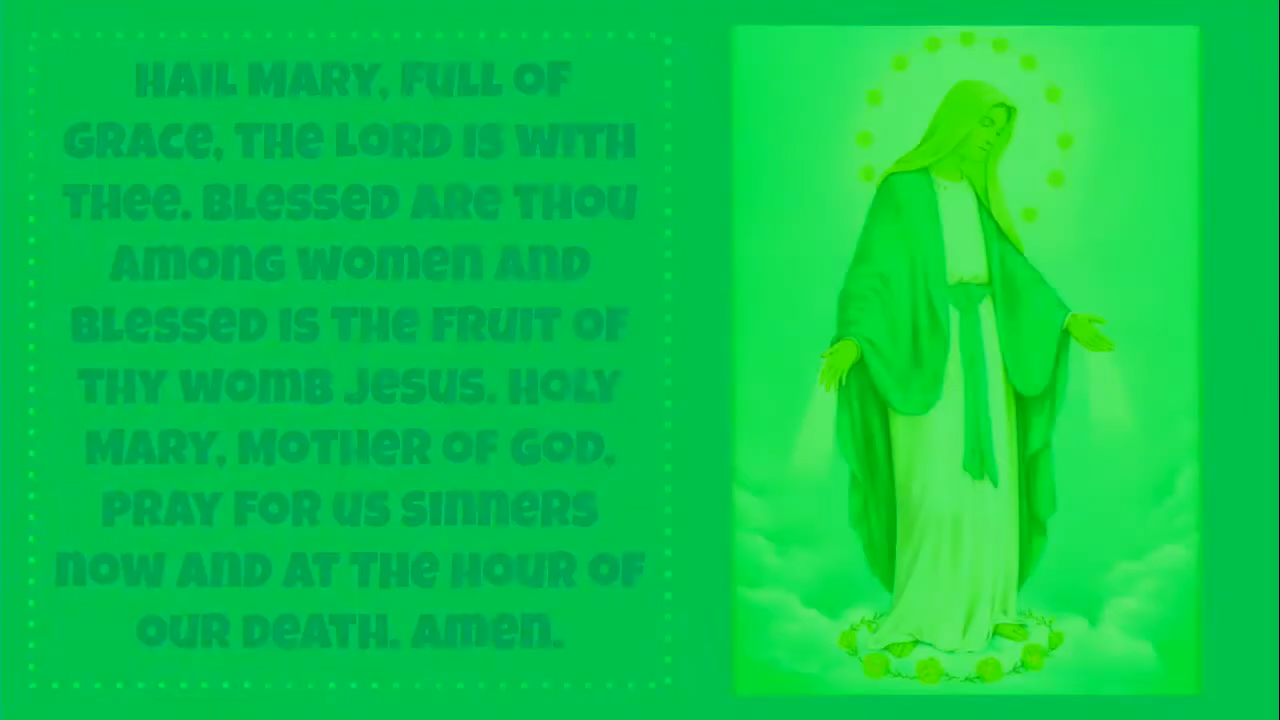 HAIL MARY, FULL OF
GRACE, THE LORD IS WITH
THEE. BLESSED ARE THOU
AMONG WOMEN AND
BLESSED IS THE FRUIT OF
THY WOMB JESUS. HOLY
MARY, MOTHER OF GOD,
PRAY FOR US SINNERS
NOW AND AT THE HOUR OF
OUR DEATH. AMEN.